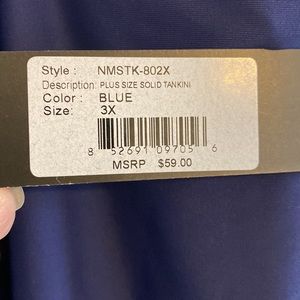 Style : NMSTK-802X
Description: PLUS SIZE SOLID TANKINI
Color : BLUE
Size: 3X
8 52691 09705 6
MSRP $59.00